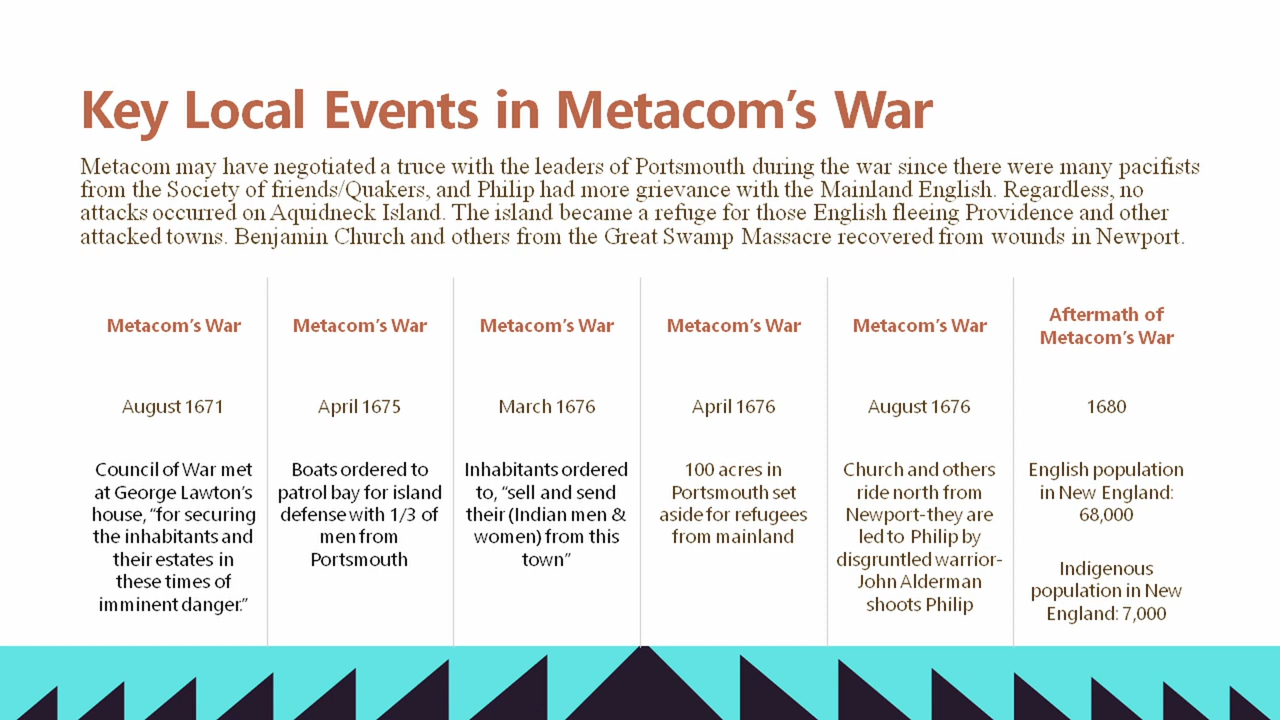 Key Local Events in Metacom’s War
Metacom may have negotiated a truce with the leaders of Portsmouth during the war since there were many pacifists
from the Society of friends/Quakers, and Philip had more grievance with the Mainland English. Regardless, no
attacks occurred on Aquidneck Island. The island became a refuge for those English fleeing Providence and other
attacked towns. Benjamin Church and others from the Great Swamp Massacre recovered from wounds in Newport.
Metacom’s War
August 1671
Council of War met
at George Lawton’s
house, “for securing
the inhabitants and
their estates in
these times of
imminent danger.”
Metacom’s War
April 1675
Boats ordered to
patrol bay for island
defense with 1/3 of
men from
Portsmouth
Metacom’s War
March 1676
Inhabitants ordered
to, “sell and send
their (Indian men &
women) from this
town”
Metacom’s War
April 1676
100 acres in
Portsmouth set
aside for refugees
from mainland
Metacom’s War
August 1676
Church and others
ride north from
Newport-they are
led to Philip by
disgruntled warrior-
John Alderman
shoots Philip
Aftermath of
Metacom’s War
1680
English population
in New England:
68,000
Indigenous
population in New
England: 7,000